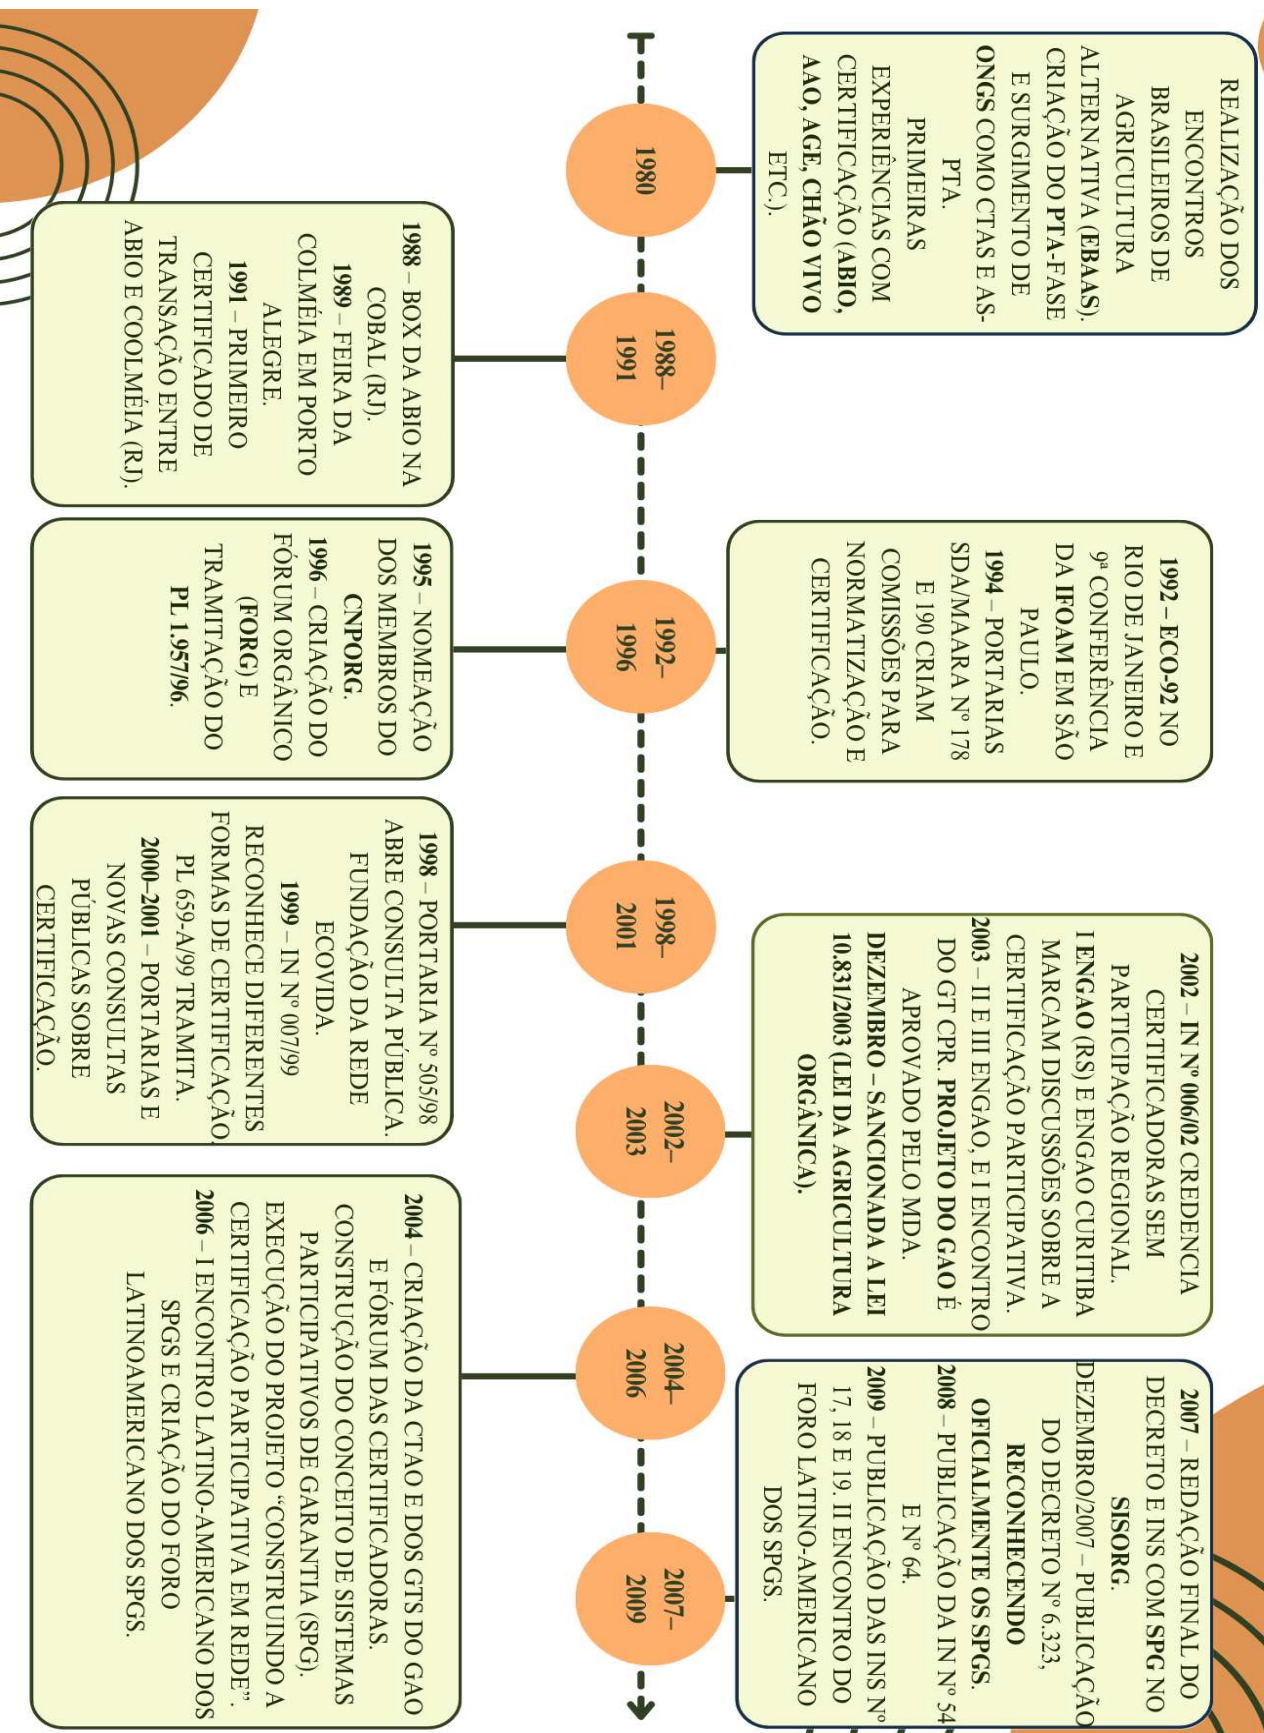 REALIZAÇÃO DOS
ENCONTROS
BRASILEIROS DE
AGRICULTURA
ALTERNATIVA (EBAAS).
CRIAÇÃO DO PTA-FASE
E SURGIMENTO DE
ONGS COMO CTAS E AS-
PTA.
PRIMEIRAS
EXPERIÊNCIAS COM
CERTIFICAÇÃO (ABIO,
AAO, AGE, CHÃO VIVO
ETC.).
1980
1988–
1991
1988 – BOX DA ABIO NA
COBAL (RJ).
1989 – FEIRA DA
COLMÉIA EM PORTO
ALEGRE.
1991 – PRIMEIRO
CERTIFICADO DE
TRANSAÇÃO ENTRE
ABIO E COOLMÉIA (RJ).
1992 – ECO-92 NO
RIO DE JANEIRO E
9ª CONFERÊNCIA
DA IFOAM EM SÃO
PAULO.
1994 – PORTARIAS
SDA/MAARA Nº 178
E 190 CRIAM
COMISSÕES PARA
NORMATIZAÇÃO E
CERTIFICAÇÃO.
1992–
1996
1995 – NOMEAÇÃO
DOS MEMBROS DO
CNPORG.
1996 – CRIAÇÃO DO
FÓRUM ORGÂNICO
(FORG) E
TRAMITAÇÃO DO
PL 1.957/96.
1998–
2001
1998 – PORTARIA Nº 505/98
ABRE CONSULTA PÚBLICA.
FUNDAÇÃO DA REDE
ECOVIDA.
1999 – IN Nº 007/99
RECONHECE DIFERENTES
FORMAS DE CERTIFICAÇÃO.
PL 659-A/99 TRAMITA.
2000–2001 – PORTARIAS E
NOVAS CONSULTAS
PÚBLICAS SOBRE
CERTIFICAÇÃO.
2002 – IN Nº 006/02 CREDENCIA
CERTIFICADORAS SEM
PARTICIPAÇÃO REGIONAL.
I ENGAO (RS) E ENGAO CURITIBA
MARCAM DISCUSSÕES SOBRE A
CERTIFICAÇÃO PARTICIPATIVA.
2003 – II E III ENGAO, E I ENCONTRO
DO GT CPR. PROJETO DO GAO É
APROVADO PELO MDA.
DEZEMBRO – SANCIONADA A LEI
10.831/2003 (LEI DA AGRICULTURA
ORGÂNICA).
2002–
2003
2004–
2006
2004 – CRIAÇÃO DA CTAO E DOS GTS DO GAO
E FÓRUM DAS CERTIFICADORAS.
CONSTRUÇÃO DO CONCEITO DE SISTEMAS
PARTICIPATIVOS DE GARANTIA (SPG).
EXECUÇÃO DO PROJETO “CONSTRUINDO A
CERTIFICAÇÃO PARTICIPATIVA EM REDE”.
2006 – I ENCONTRO LATINO-AMERICANO DOS
SPGS E CRIAÇÃO DO FORO
LATINOAMERICANO DOS SPGS.
2007 – REDAÇÃO FINAL DO
DECRETO E INS COM SPG NO
SISORG.
DEZEMBRO/2007 – PUBLICAÇÃO
DO DECRETO Nº 6.323,
RECONHECENDO
OFICIALMENTE OS SPGS.
2008 – PUBLICAÇÃO DA IN Nº 54
E Nº 64.
2009 – PUBLICAÇÃO DAS INS Nº
17, 18 E 19. II ENCONTRO DO
FORO LATINO-AMERICANO
DOS SPGS.
2007–
2009